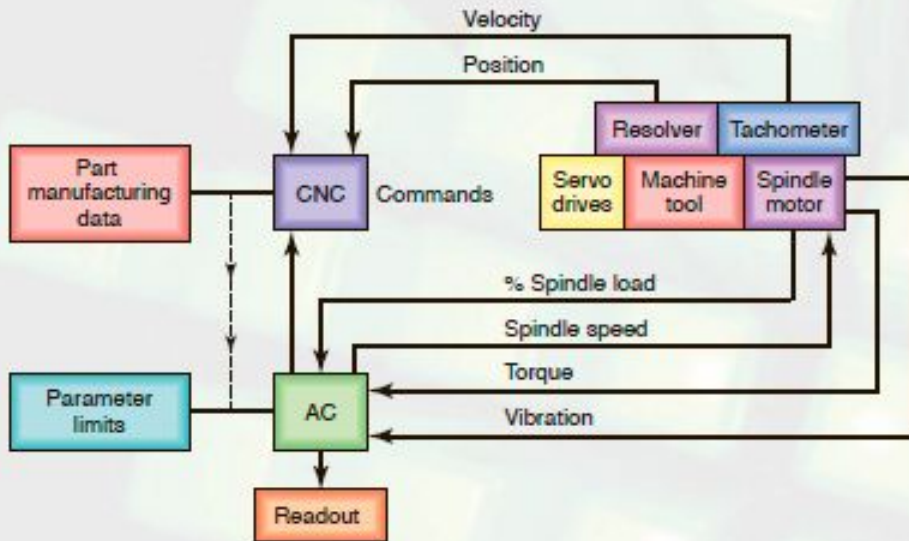 Velocity
Position
Resolver
Tachometer
Part
manufacturing
data
CNC
Commands
Servo
drives
Machine
tool
Spindle
motor
% Spindle load
Spindle speed
Torque
Vibration
Parameter
limits
AC
Readout